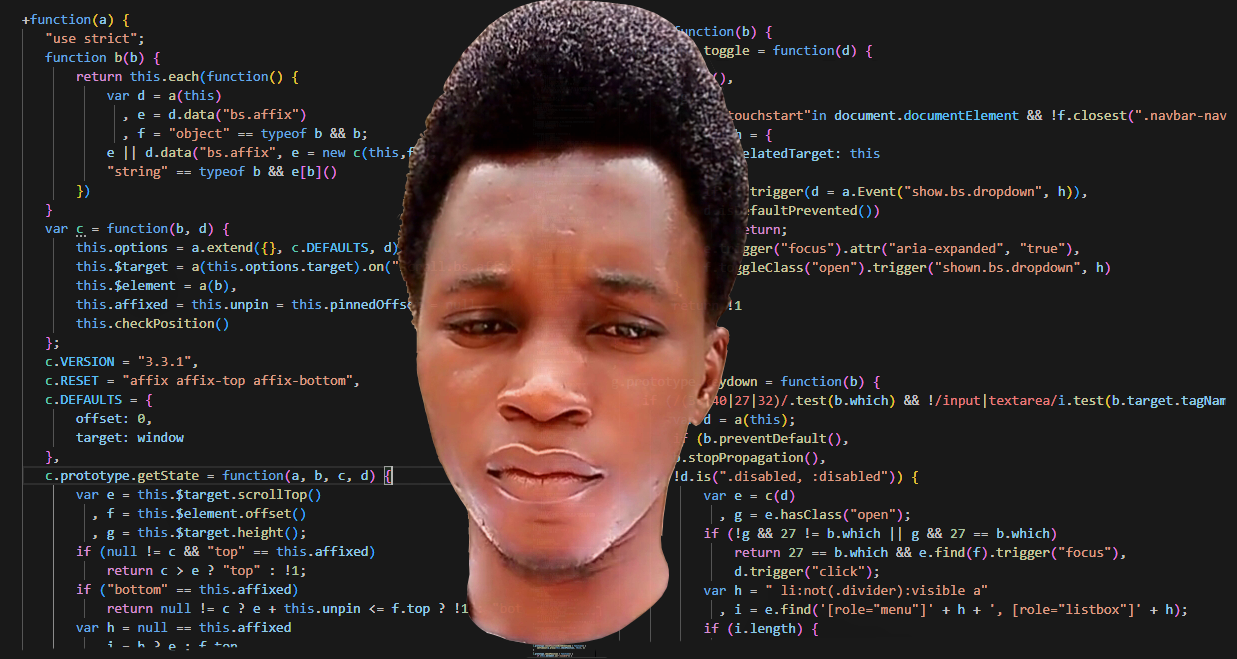 +function(a) {
"use strict";
function b(b) {
return this.each(function() {
var d = a(this)
, e = d.data("bs.affix")
, f = "object" == typeof b && b;
e || d.data("bs.affix", e = new c(this,f
"string" == typeof b && e[b]()
})
}
var c = function(b, d) {
this.options = a.extend({}, c.DEFAULTS, d)
this.$target = a(this.options.target).on("
this.$element = a(b),
this.affixed = this.unpin = this.pinnedOffs
this.checkPosition()
};
c.VERSION = "3.3.1",
c.RESET = "affix affix-top affix-bottom",
c.DEFAULTS = {
offset: 0,
target: window
},
c.prototype.getState = function(a, b, c, d) {
var e = this.$target.scrollTop()
, f = this.$element.offset()
, g = this.$target.height();
if (null != c && "top" == this.affixed)
return c > e ? "top" : !1;
if ("bottom" == this.affixed)
return null != c ? e + this.unpin <= f.top ? !1
var h = null == this.affixed
function(b) {
toggle = function(d) {
(),
touchstart"in document.documentElement && !f.closest(".navbar-nav
h = {
elatedTarget: this
trigger(d = a.Event("show.bs.dropdown", h)),
faultPrevented())
eturn;
gger("focus").attr("aria-expanded", "true"),
ggleClass("open").trigger("shown.bs.dropdown", h)
!1
ydown = function(b) {
40|27|32)/.test(b.which) && !/input|textarea/i.test(b.target.tagNam
d = a(this);
f (b.preventDefault(),
.stopPropagation(),
!d.is(".disabled, :disabled")) {
var e = c(d)
, g = e.hasClass("open");
if (!g && 27 != b.which || g && 27 == b.which)
return 27 == b.which && e.find(f).trigger("focus"),
d.trigger("click");
var h = " li:not(.divider):visible a"
, i = e.find('[role="menu"]' + h + ', [role="listbox"]' + h);
if (i.length) {